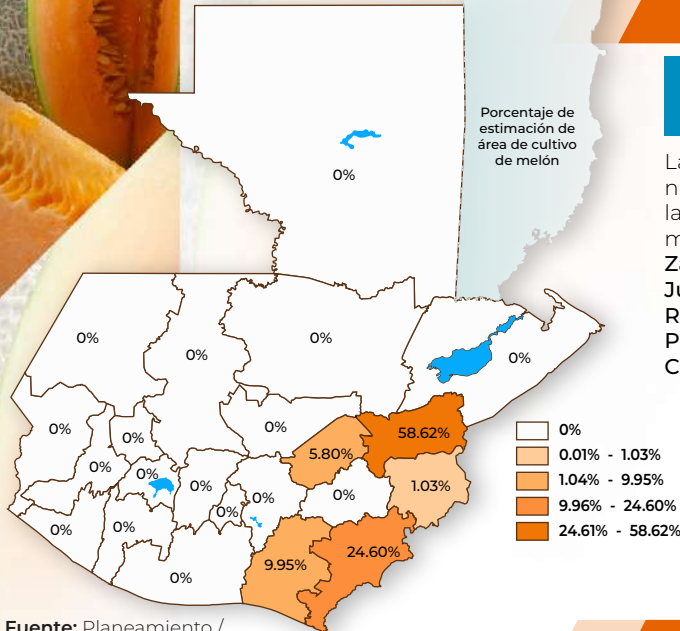 Porcentaje de
estimación de
área de cultivo
de melón
0%
0%
0%
0%
0%
0%
0%
0%
0%
58.62%
5.80%
0%
0%
0%
0%
0%
1.03%
0%
0%
0%
9.95%
24.60%
0%
0%
0.01% - 1.03%
1.04% - 9.95%
9.96% - 24.60%
24.61% - 58.62%
Fuente: Planeamiento /